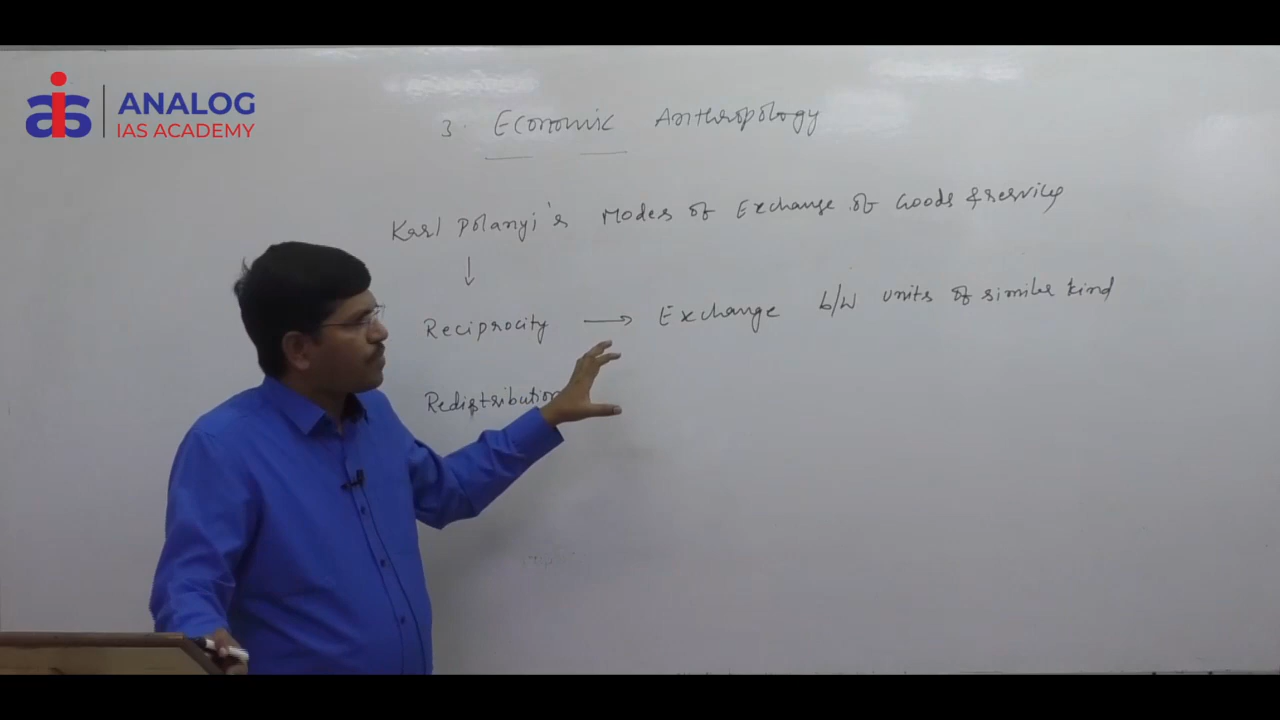 ANALOG
IAS ACADEMY
3. Economic Anthropology
Karl Polanyi's Modes of Exchange of Goods & services
↓
Reciprocity → Exchange b/w units of similar kind
Redistribution